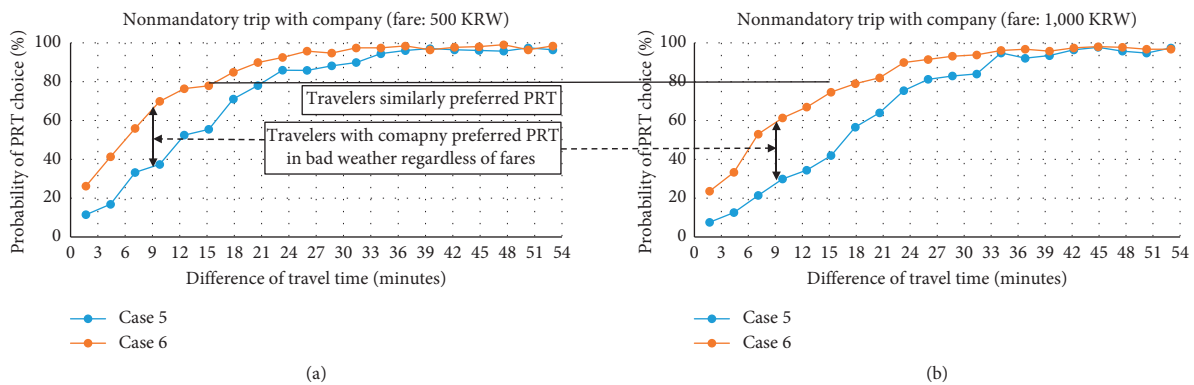 Nonmandatory trip with company (fare: 500 KRW)
Probability of PRT choice (%)
100
80
60
40
20
0
0 3 6 9 12 15 18 21 24 27 30 33 36 39 42 45 48 51 54
Difference of travel time (minutes)
Case 5
Case 6
(a)
Travelers similarly preferred PRT
Travelers with comapny preferred PRT
in bad weather regardless of fares
Nonmandatory trip with company (fare: 1,000 KRW)
Probability of PRT choice (%)
100
80
60
40
20
0
0 3 6 9 12 15 18 21 24 27 30 33 36 39 42 45 48 51 54
Difference of travel time (minutes)
Case 5
Case 6
(b)